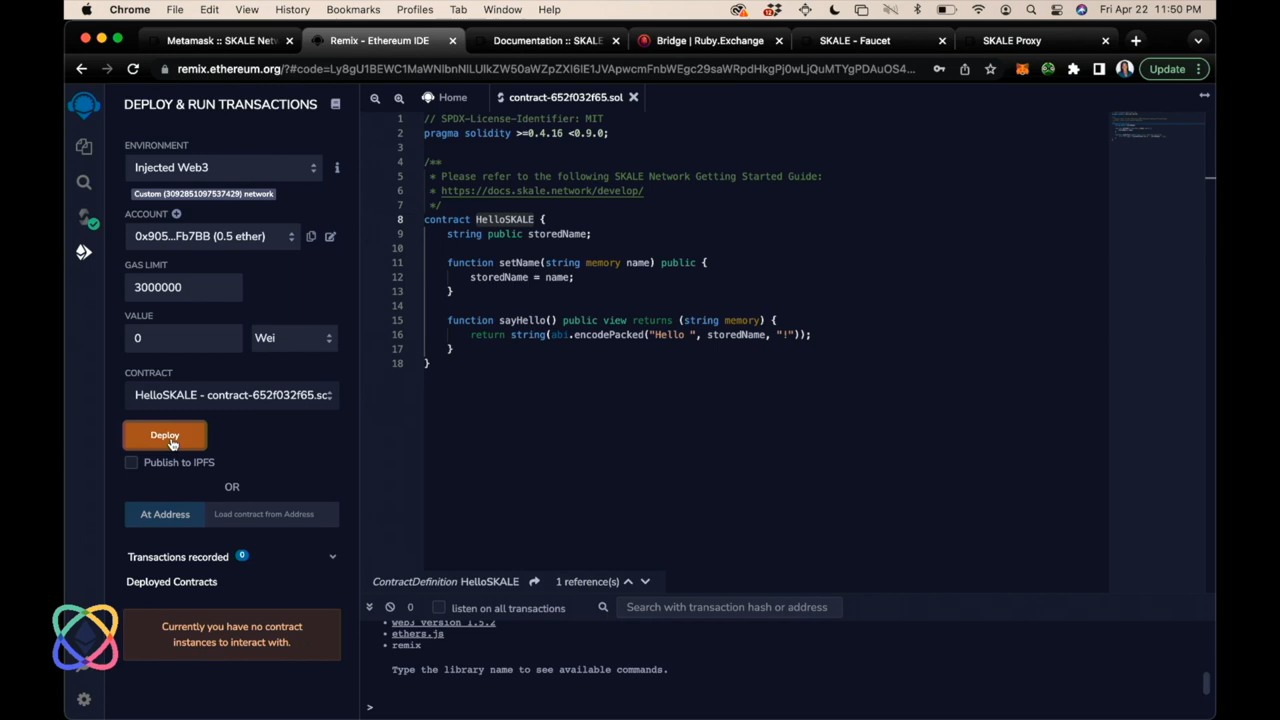 Chrome File Edit View History Bookmarks Profiles Tab Window Help Fri Apr 22 11:50 PM
Metamask :: SKALE Net
Remix - Ethereum IDE
Documentation :: SKALE
Bridge | Ruby.Exchange
SKALE - Faucet
SKALE Proxy
remix.ethereum.org/?#code=Ly8gU1BEWC1MaWNlbnNlLUlkZW50aWZpZXI6IE1JVApwcmFnbWEgc29saWRpdHkgPj0wLjQuMTYgPDAuOS4...
Update
DEPLOY & RUN TRANSACTIONS
Home
contract-652f032f65.sol
ENVIRONMENT
Injected Web3
Custom (3092851097537429) network
ACCOUNT
0x905...Fb7BB (0.5 ether)
GAS LIMIT
3000000
VALUE
0 Wei
CONTRACT
HelloSKALE - contract-652f032f65.sc
Deploy
Publish to IPFS
OR
At Address Load contract from Address
Transactions recorded 0
Deployed Contracts
Currently you have no contract
instances to interact with.
1 // SPDX-License-Identifier: MIT
2 pragma solidity >=0.4.16 <0.9.0;
3
4 /**
5 * Please refer to the following SKALE Network Getting Started Guide:
6 * https://docs.skale.network/develop/
7 */
8 contract HelloSKALE {
9 string public storedName;
10
11 function setName(string memory name) public {
12 storedName = name;
13 }
14
15 function sayHello() public view returns (string memory) {
16 return string(abi.encodePacked("Hello ", storedName, "!"));
17 }
18 }
ContractDefinition HelloSKALE 1 reference(s)
0 listen on all transactions Search with transaction hash or address
• web3 version 1.5.2
• ethers.js
• remix
Type the library name to see available commands.
>